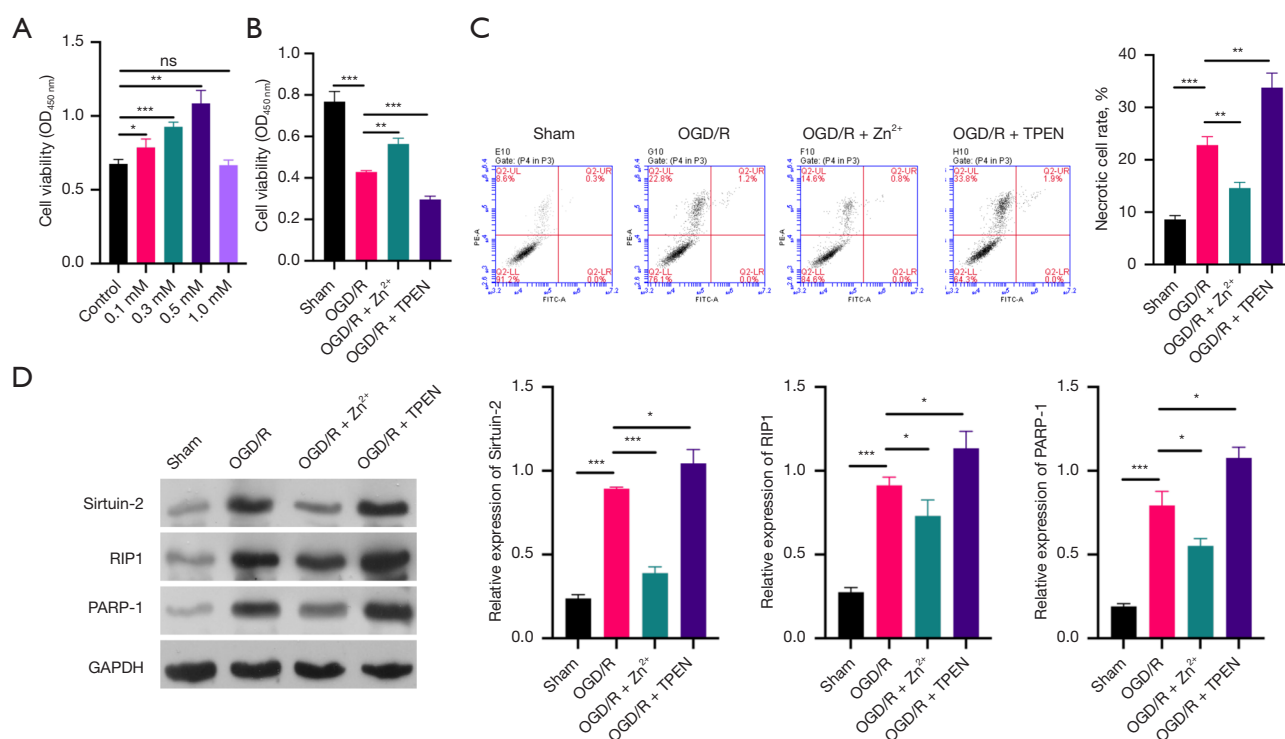 A
Cell viability (OD450 nm)
1.5
1.0
0.5
0.0
ns
**
***
*
Control
0.1 mM
0.3 mM
0.5 mM
1.0 mM
B
Cell viability (OD450 nm)
1.0
0.8
0.6
0.4
0.2
0.0
***
***
**
Sham
OGD/R
OGD/R + Zn2+
OGD/R + TPEN
C
Sham
E10
Gate: (P4 in P3)
Q2-UL
8.6%
Q2-UR
0.3%
Q2-LL
91.2%
Q2-LR
0.0%
PE-A
FITC-A
OGD/R
G10
Gate: (P4 in P3)
Q2-UL
22.8%
Q2-UR
1.2%
Q2-LL
76.1%
Q2-LR
0.0%
PE-A
FITC-A
OGD/R + Zn2+
F10
Gate: (P4 in P3)
Q2-UL
14.6%
Q2-UR
0.8%
Q2-LL
84.6%
Q2-LR
0.0%
PE-A
FITC-A
OGD/R + TPEN
H10
Gate: (P4 in P3)
Q2-UL
33.8%
Q2-UR
1.9%
Q2-LL
64.3%
Q2-LR
0.0%
PE-A
FITC-A
Necrotic cell rate, %
40
30
20
10
0
**
***
**
Sham
OGD/R
OGD/R + Zn2+
OGD/R + TPEN
D
Sham
OGD/R
OGD/R + Zn2+
OGD/R + TPEN
Sirtuin-2
RIP1
PARP-1
GAPDH
Relative expression of Sirtuin-2
1.5
1.0
0.5
0.0
*
***
***
Sham
OGD/R
OGD/R + Zn2+
OGD/R + TPEN
Relative expression of RIP1
1.5
1.0
0.5
0.0
*
*
***
Sham
OGD/R
OGD/R + Zn2+
OGD/R + TPEN
Relative expression of PARP-1
1.5
1.0
0.5
0.0
*
*
***
Sham
OGD/R
OGD/R + Zn2+
OGD/R + TPEN